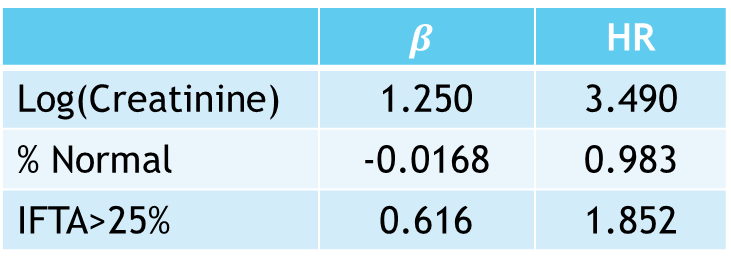 β HR
Log(Creatinine) 1.250 3.490
% Normal -0.0168 0.983
IFTA>25% 0.616 1.852